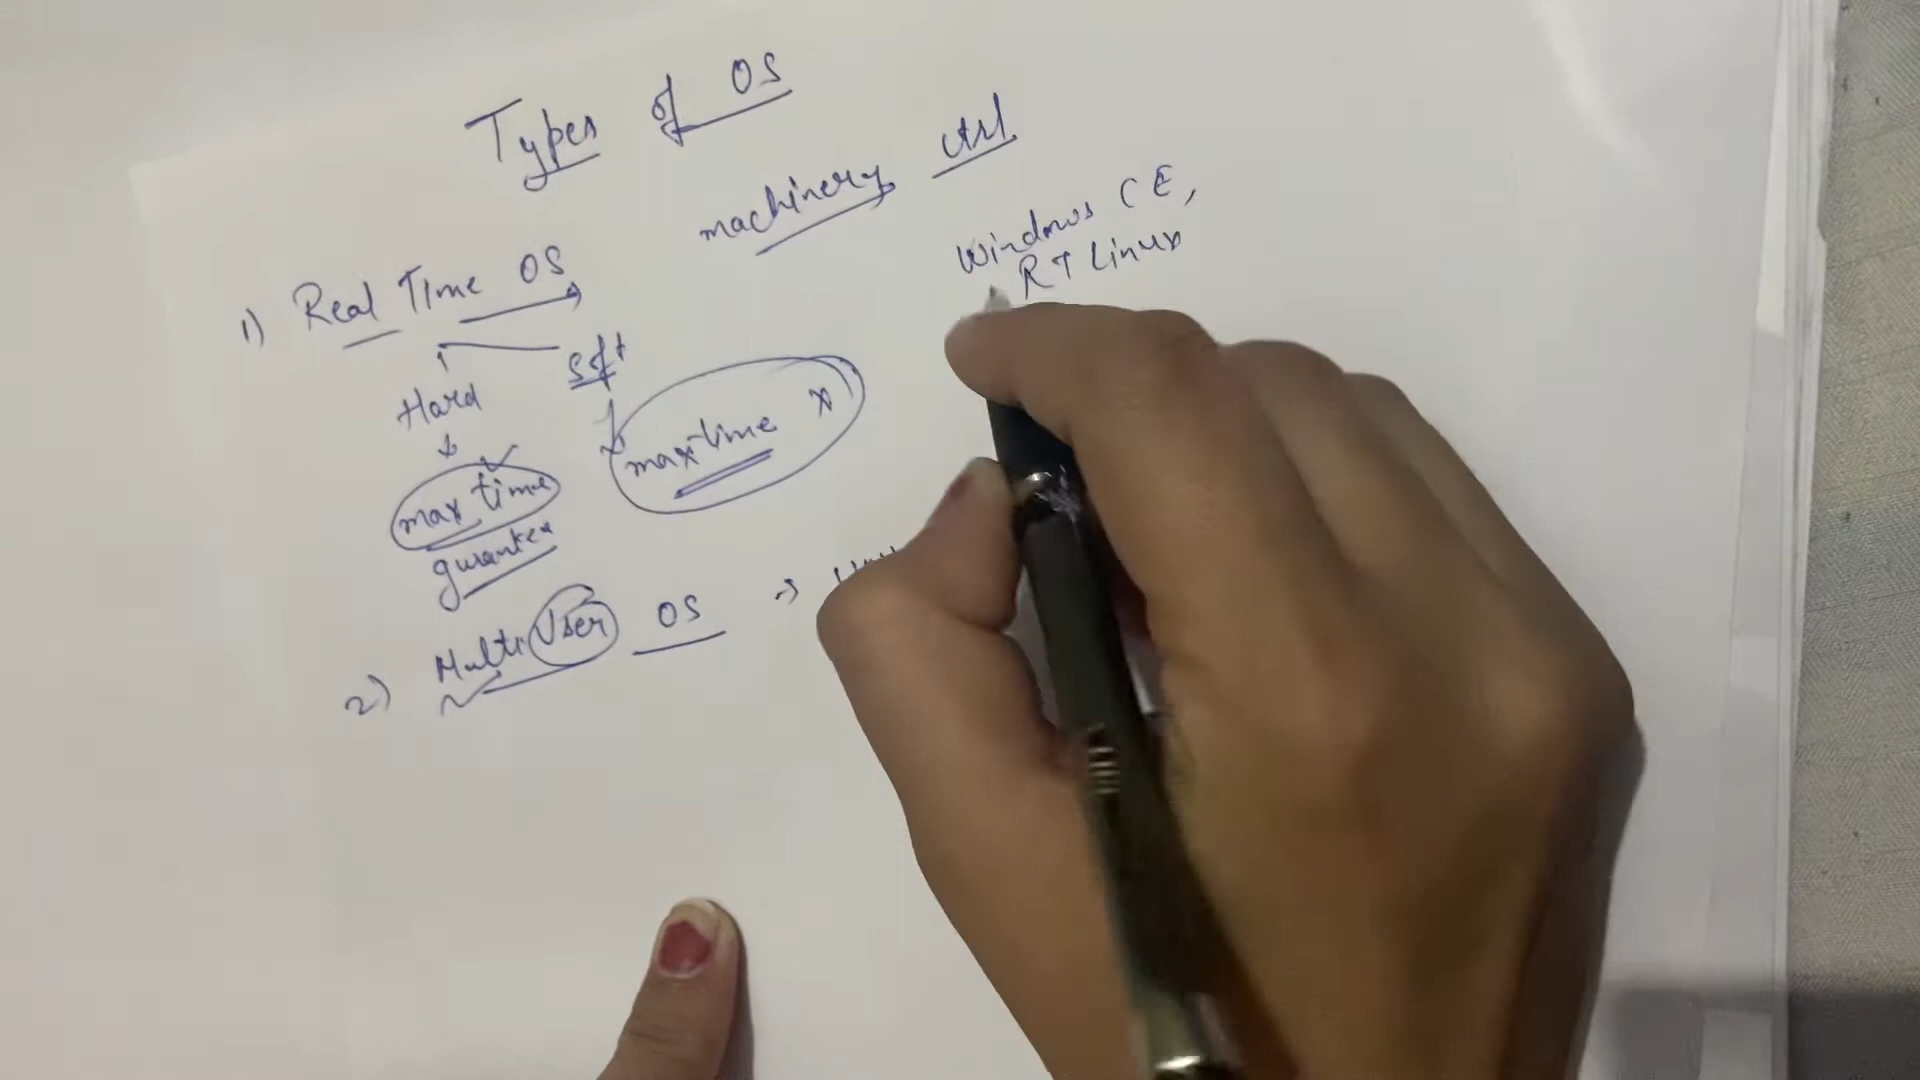 Types of OS
machinery ctrl
Windows CE,
RT Linux
1) Real Time OS
Hard
Soft
max time
gurantee
max time x
2) Multi User OS →